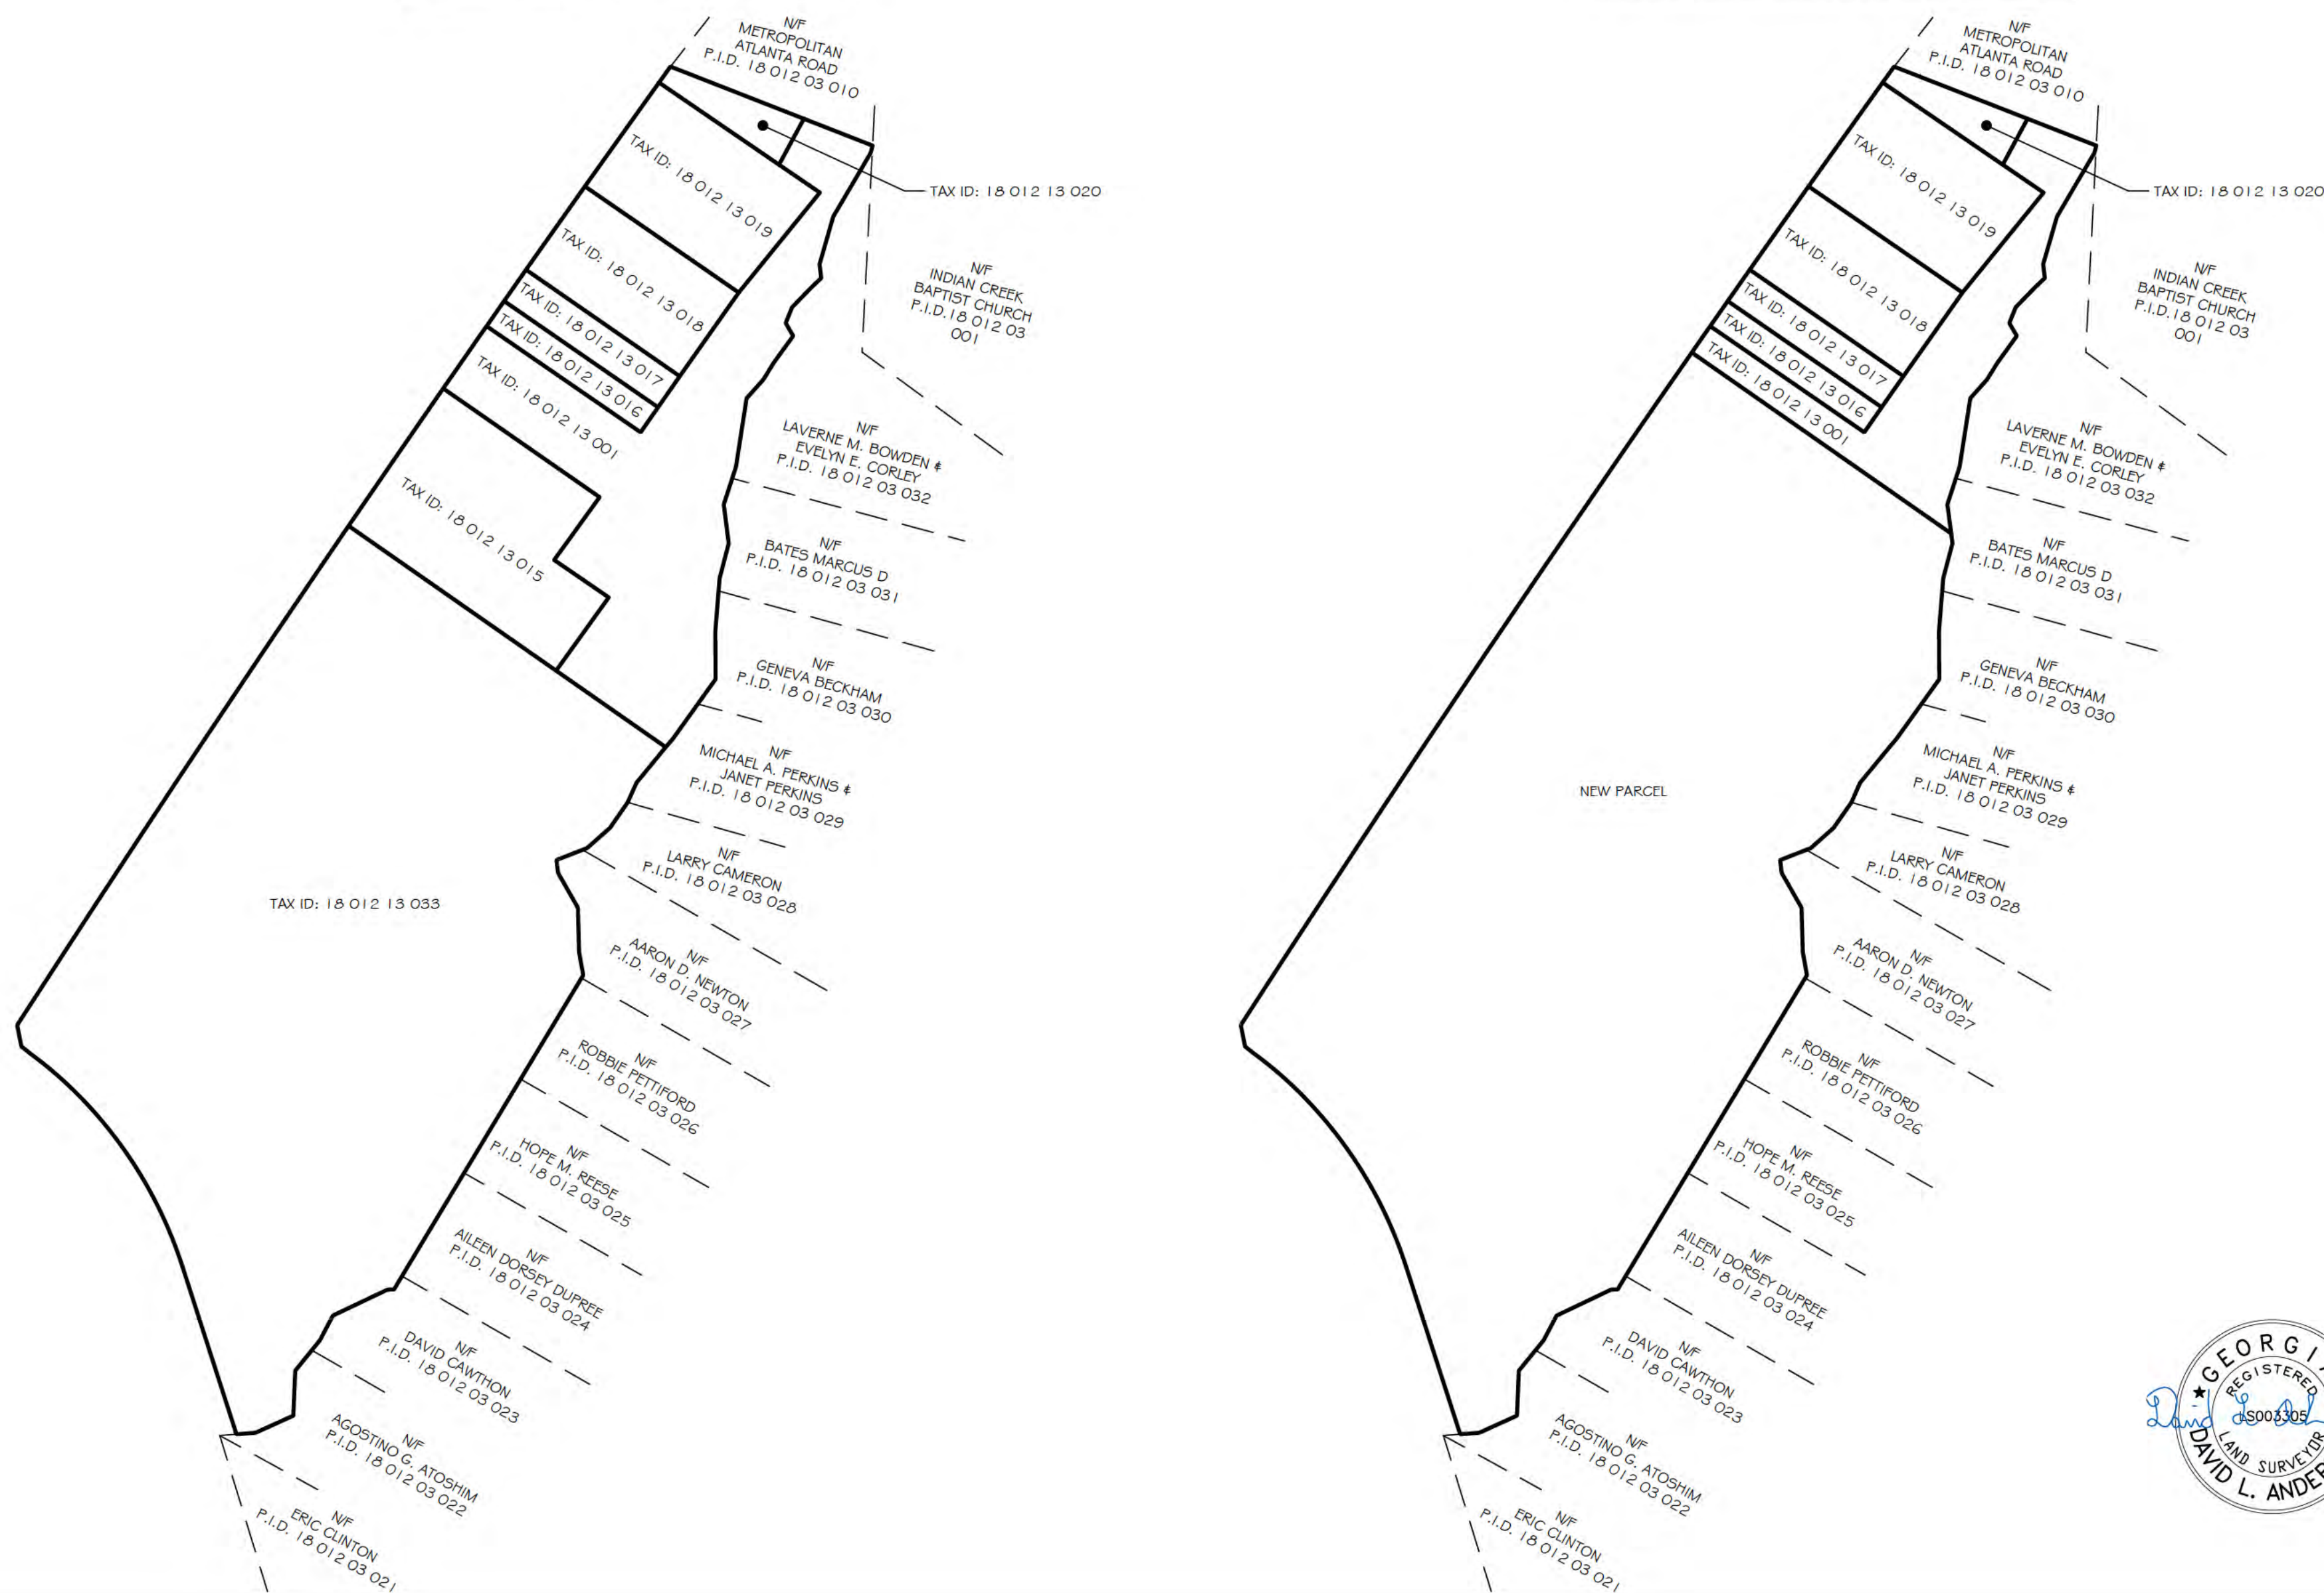 N/F
METROPOLITAN
ATLANTA ROAD
P.I.D. 18 012 03 010
TAX ID: 18 012 13 020
TAX ID: 18 012 13 019
TAX ID: 18 012 13 018
TAX ID: 18 012 13 017
TAX ID: 18 012 13 016
TAX ID: 18 012 13 001
TAX ID: 18 012 13 015
TAX ID: 18 012 13 033
N/F
INDIAN CREEK
BAPTIST CHURCH
P.I.D. 18 012 03
001
N/F
LAVERNE M. BOWDEN &
EVELYN E. CORLEY
P.I.D. 18 012 03 032
N/F
BATES MARCUS D
P.I.D. 18 012 03 031
N/F
GENEVA BECKHAM
P.I.D. 18 012 03 030
N/F
MICHAEL A. PERKINS &
JANET PERKINS
P.I.D. 18 012 03 029
N/F
LARRY CAMERON
P.I.D. 18 012 03 028
N/F
AARON D. NEWTON
P.I.D. 18 012 03 027
N/F
ROBBIE PETTIFORD
P.I.D. 18 012 03 026
N/F
HOPE M. REESE
P.I.D. 18 012 03 025
N/F
AILEEN DORSEY DUPREE
P.I.D. 18 012 03 024
N/F
DAVID CAWTHON
P.I.D. 18 012 03 023
N/F
AGOSTINO G. ATOSHIM
P.I.D. 18 012 03 022
N/F
ERIC CLINTON
P.I.D. 18 012 03 021
N/F
METROPOLITAN
ATLANTA ROAD
P.I.D. 18 012 03 010
TAX ID: 18 012 13 020
TAX ID: 18 012 13 019
TAX ID: 18 012 13 018
TAX ID: 18 012 13 017
TAX ID: 18 012 13 016
TAX ID: 18 012 13 001
NEW PARCEL
N/F
INDIAN CREEK
BAPTIST CHURCH
P.I.D. 18 012 03
001
N/F
LAVERNE M. BOWDEN &
EVELYN E. CORLEY
P.I.D. 18 012 03 032
N/F
BATES MARCUS D
P.I.D. 18 012 03 031
N/F
GENEVA BECKHAM
P.I.D. 18 012 03 030
N/F
MICHAEL A. PERKINS &
JANET PERKINS
P.I.D. 18 012 03 029
N/F
LARRY CAMERON
P.I.D. 18 012 03 028
N/F
AARON D. NEWTON
P.I.D. 18 012 03 027
N/F
ROBBIE PETTIFORD
P.I.D. 18 012 03 026
N/F
HOPE M. REESE
P.I.D. 18 012 03 025
N/F
AILEEN DORSEY DUPREE
P.I.D. 18 012 03 024
N/F
DAVID CAWTHON
P.I.D. 18 012 03 023
N/F
AGOSTINO G. ATOSHIM
P.I.D. 18 012 03 022
N/F
ERIC CLINTON
P.I.D. 18 012 03 021
★ GEORGI
REGISTERED
LS003305
LAND SURVEYOR
DAVID L. ANDE
David L.